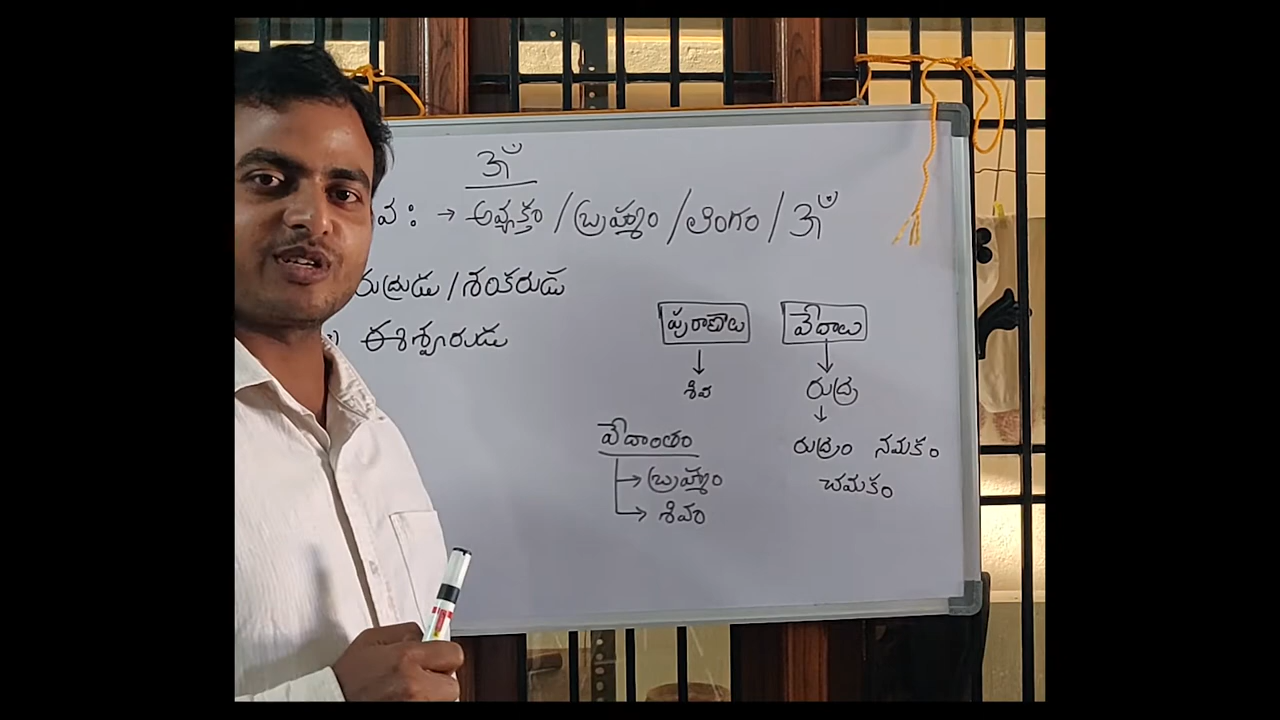 ॐ
వ : → అవ్యక్తం / బ్రహ్మం / లింగం / ॐ
రుద్రుడు / శంకరుడు
ఈశ్వరుడు
పురాణాలు వేదాలు
శివ రుద్ర
వేదాంతం రుద్రం నమకం
బ్రహ్మం చమకం
శివం